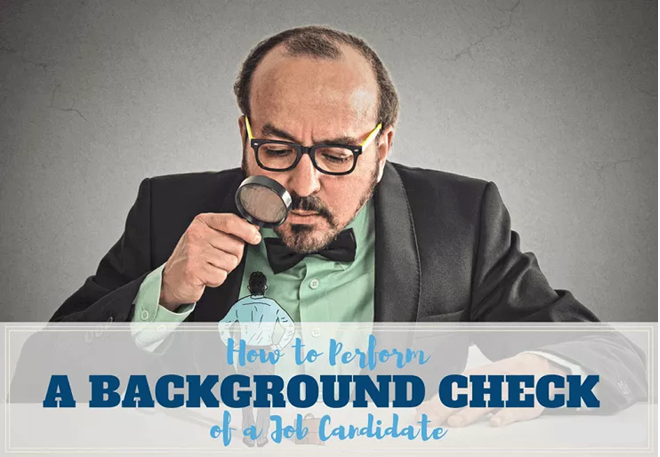 How to Perform
A BACKGROUND CHECK
of a Job Candidate